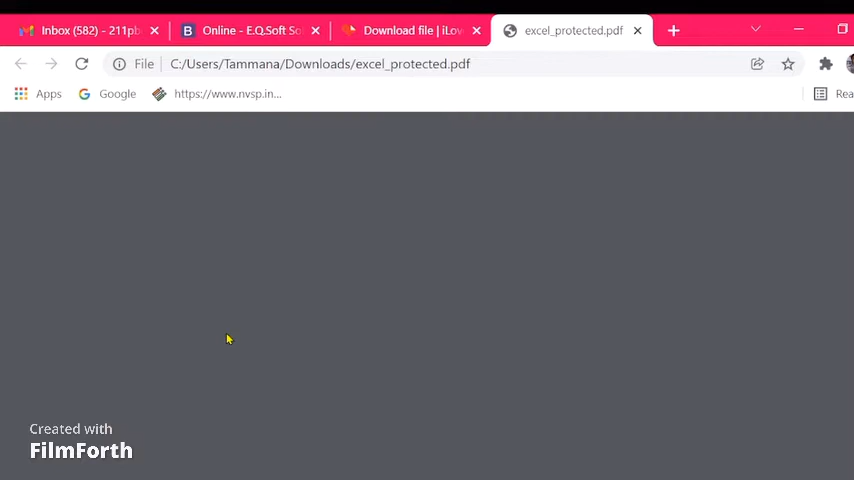 Inbox (582) - 211pb
Online - E.Q.Soft So
Download file | iLov
excel_protected.pdf
File
C:/Users/Tammana/Downloads/excel_protected.pdf
Apps
Google
https://www.nvsp.in...
Rea
Created with
FilmForth